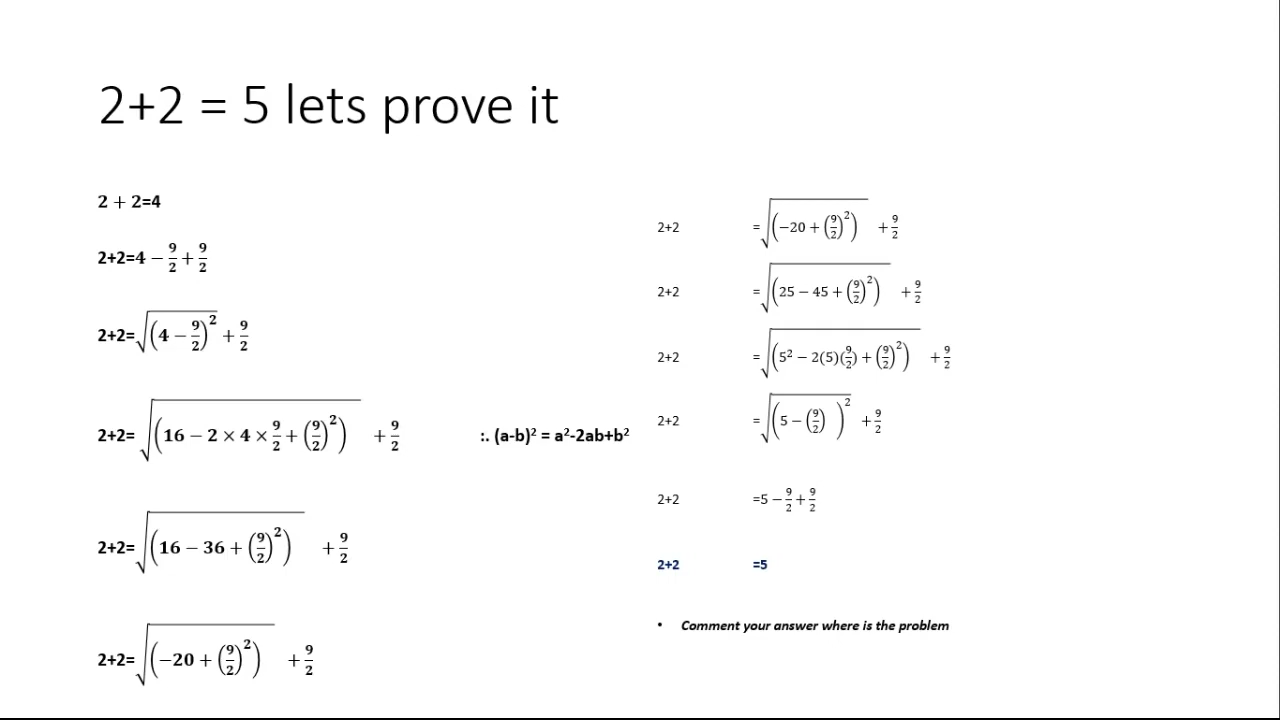 2+2 = 5 lets prove it
2 + 2=4
2+2=4 − 9/2 + 9/2
2+2=√(4 − 9/2)² + 9/2
2+2= √(16 − 2 × 4 × 9/2 + (9/2)²) + 9/2 :. (a-b)² = a²-2ab+b²
2+2=√(16 − 36 + (9/2)²) + 9/2
2+2=√(−20 + (9/2)²) + 9/2
2+2 =√(−20 + (9/2)²) + 9/2
2+2 =√(25 − 45 + (9/2)²) + 9/2
2+2 =√(5² − 2(5)(9/2) + (9/2)²) + 9/2
2+2 =√(5 − (9/2))² + 9/2
2+2 =5 − 9/2 + 9/2
2+2 =5
• Comment your answer where is the problem